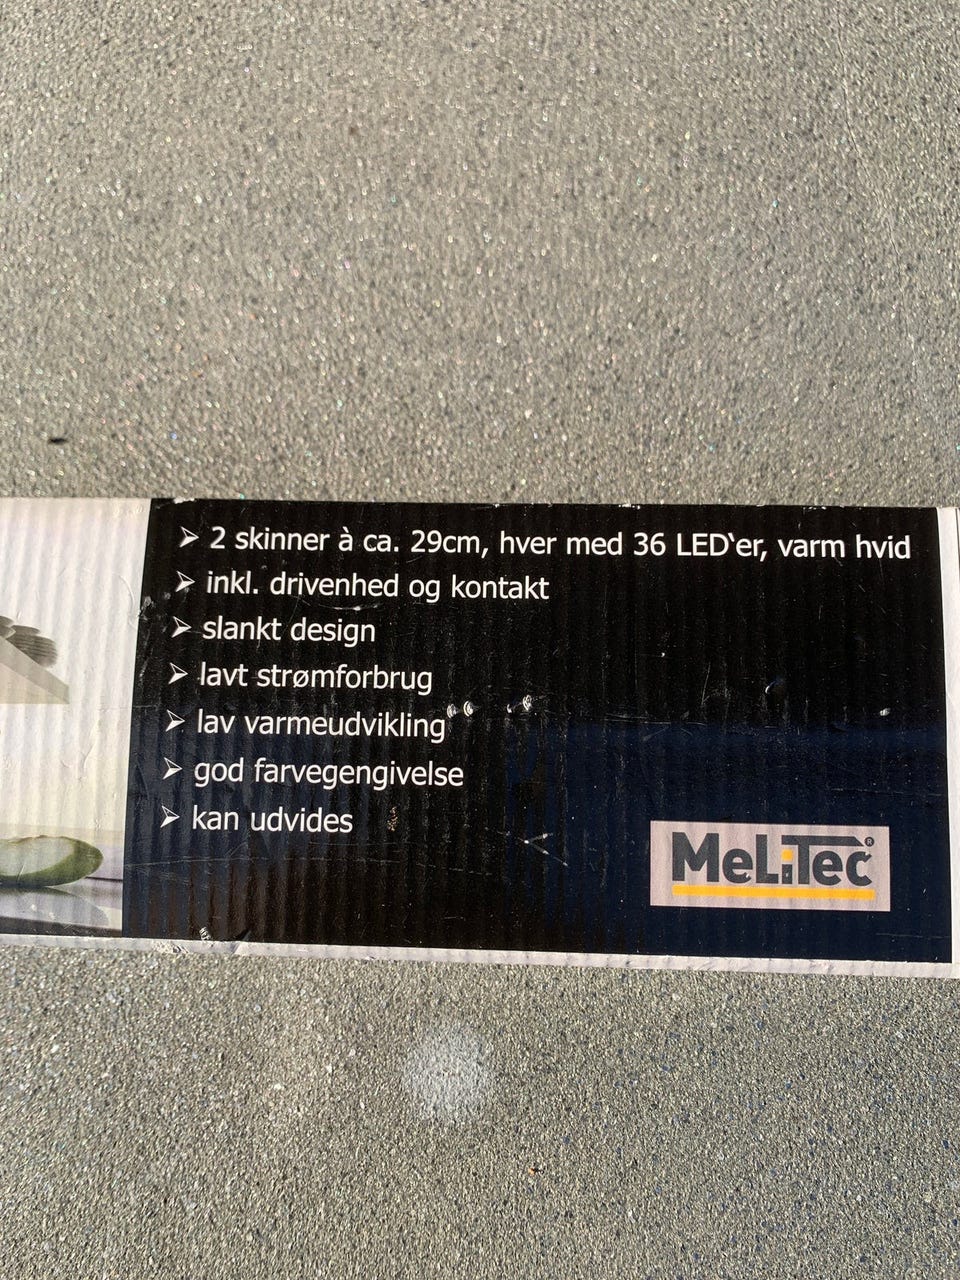 ➢ 2 skinner à ca. 29cm, hver med 36 LED‘er, varm hvid
➢ inkl. drivenhed og kontakt
➢ slankt design
➢ lavt strømforbrug
➢ lav varmeudvikling
➢ god farvegengivelse
➢ kan udvides
MeLiTec®